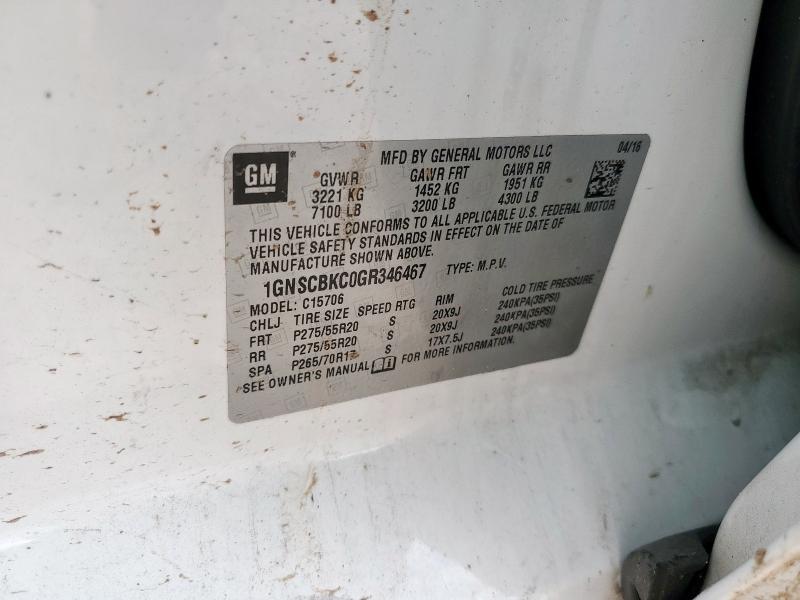 GM
MFD BY GENERAL MOTORS LLC 04/16
GVWR GAWR FRT GAWR RR
3221 KG 1452 KG 1951 KG
7100 LB 3200 LB 4300 LB
THIS VEHICLE CONFORMS TO ALL APPLICABLE U.S. FEDERAL MOTOR
VEHICLE SAFETY STANDARDS IN EFFECT ON THE DATE OF
MANUFACTURE SHOWN ABOVE.
1GNSCBKC0GR346467 TYPE: M.P.V.
MODEL: C15706
CHLJ TIRE SIZE SPEED RTG RIM COLD TIRE PRESSURE
FRT P275/55R20 S 20X9J 240KPA(35PSI)
RR P275/55R20 S 20X9J 240KPA(35PSI)
SPA P265/70R17 S 17X7.5J 240KPA(35PSI)
SEE OWNER'S MANUAL FOR MORE INFORMATION.